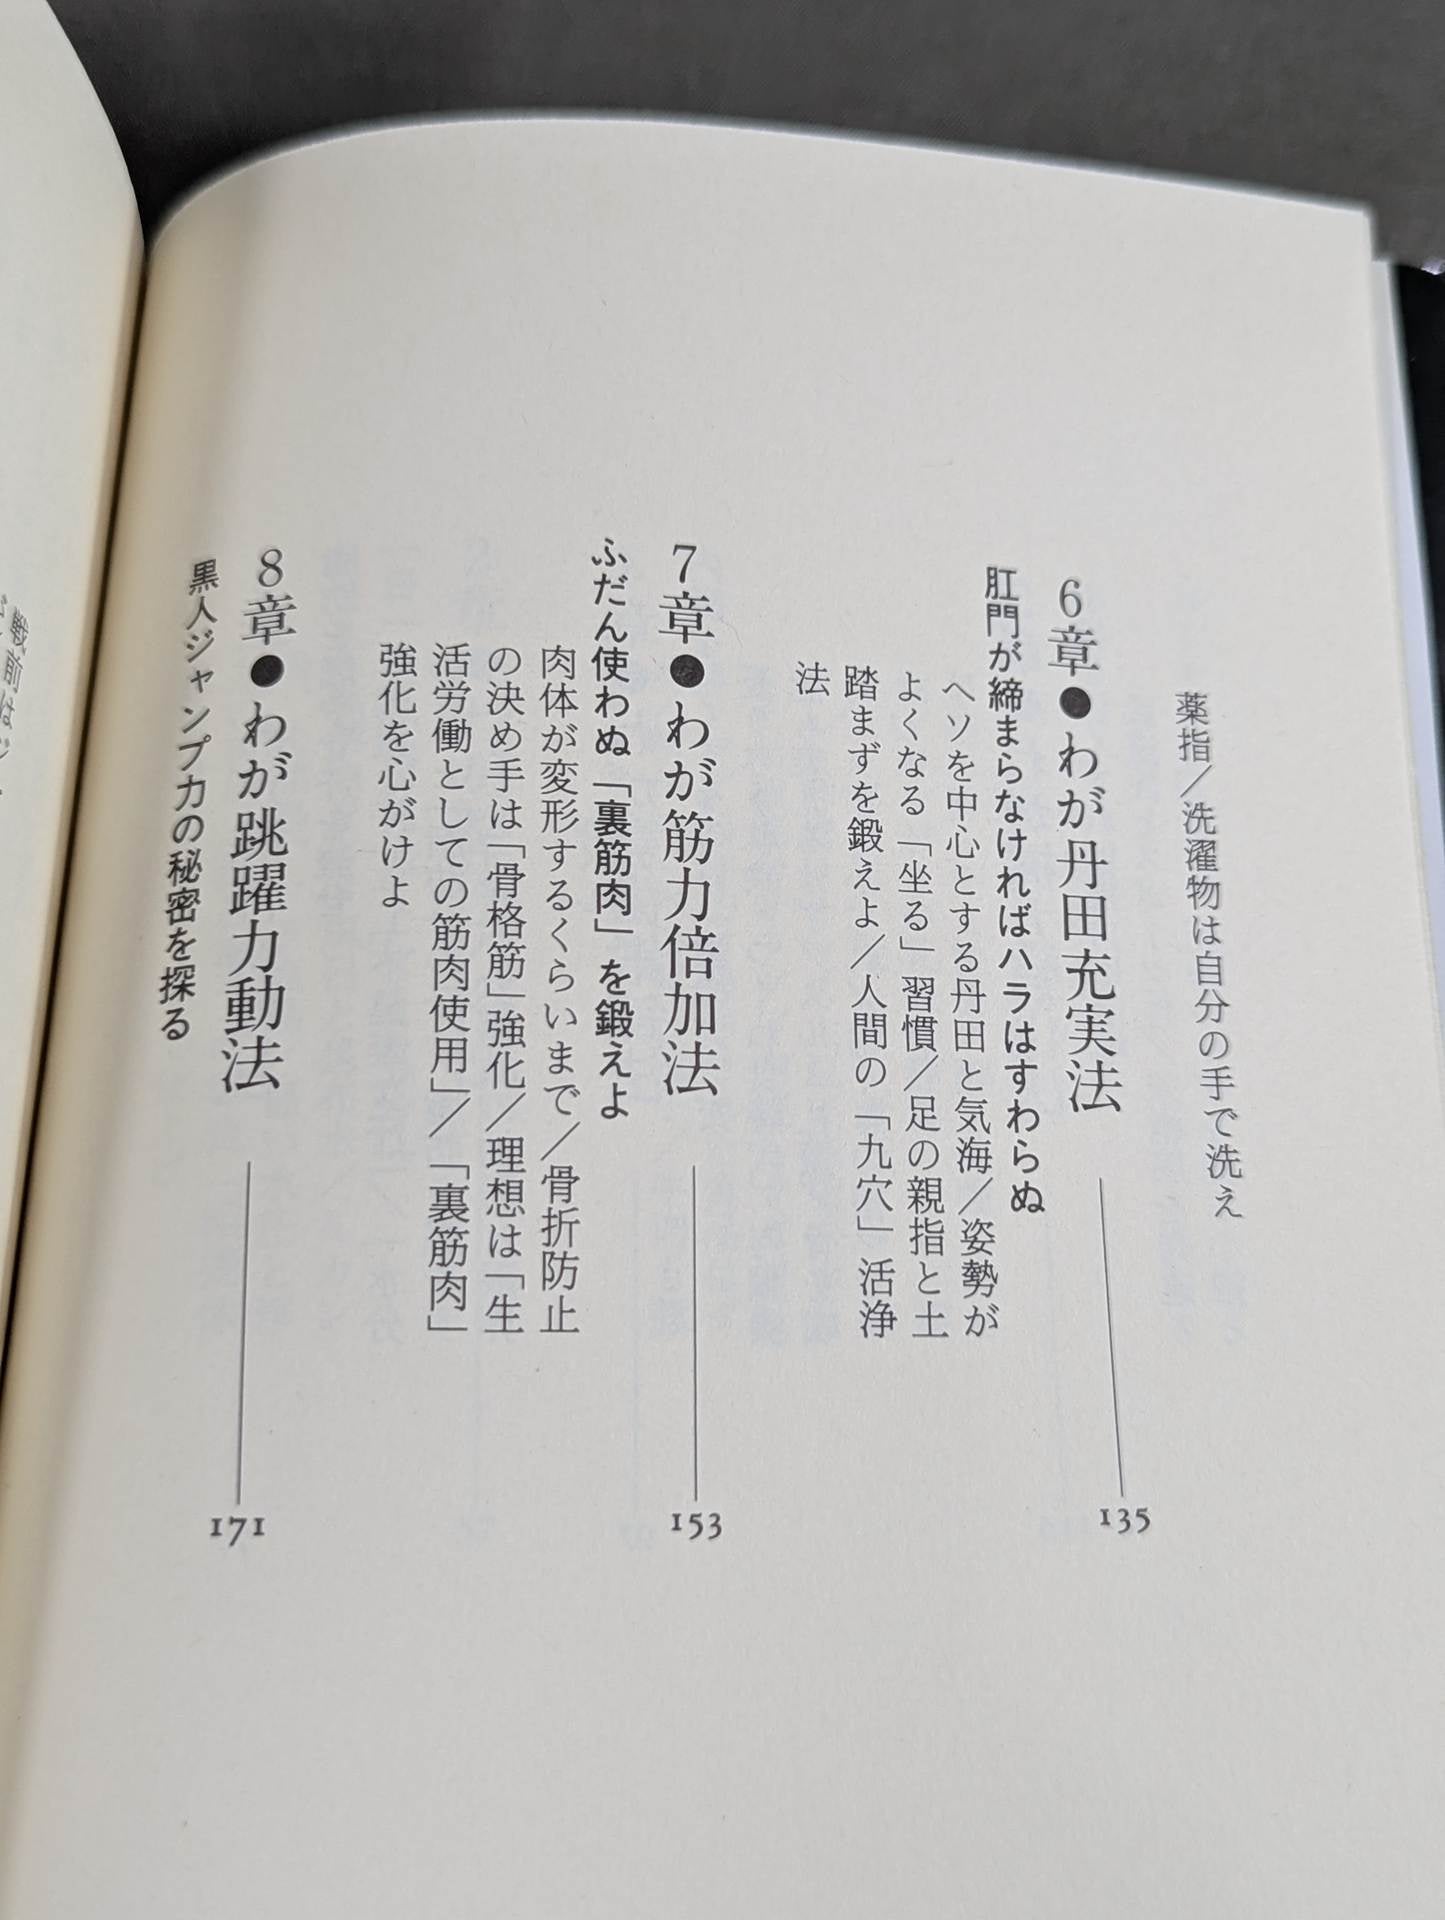 薬指／洗濯物は自分の手で洗え
6章●わが丹田充実法
135
肛門が締まらなければハラはすわらぬ
ヘソを中心とする丹田と気海／姿勢が
よくなる「坐る」習慣／足の親指と土
踏まずを鍛えよ／人間の「九穴」活浄
法
7章●わが筋力倍加法
153
ふだん使わぬ「裏筋肉」を鍛えよ
肉体が変形するくらいまで／骨折防止
の決め手は「骨格筋」強化／理想は「生
活労働としての筋肉使用」／「裏筋肉」
強化を心がけよ
8章●わが跳躍力動法
171
黒人ジャンプ力の秘密を探る
戦前は